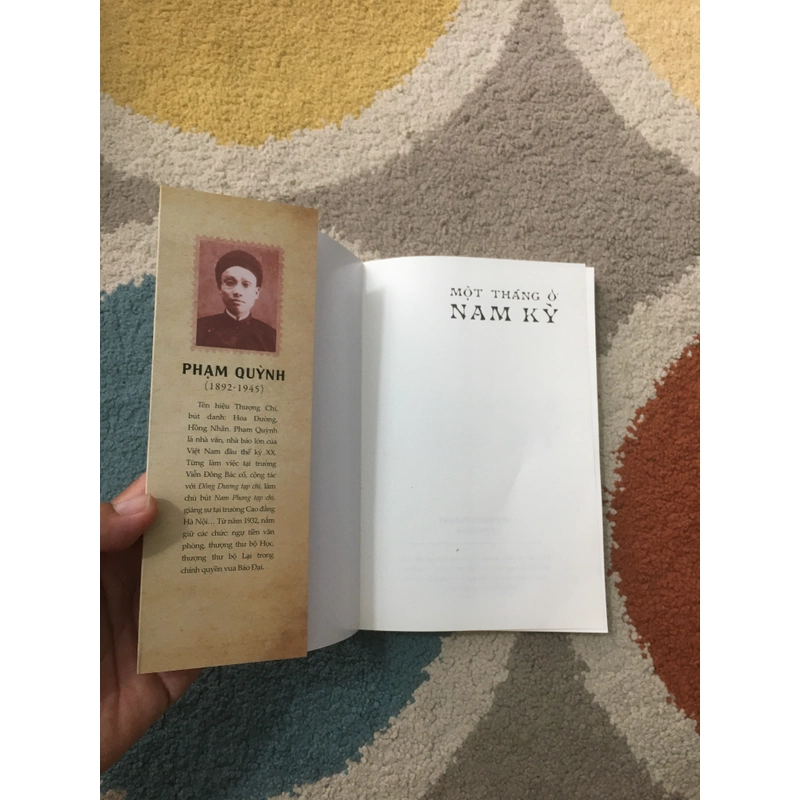 PHẠM QUỲNH
(1892-1945)
Tên hiệu Thượng Chi,
bút danh: Hoa Đường,
Hồng Nhân. Phạm Quỳnh
là nhà văn, nhà báo lớn của
Việt Nam đầu thế kỷ XX.
Từng làm việc tại trường
Viễn Đông Bác cổ, cộng tác
với Đông Dương tạp chí, làm
chủ bút Nam Phong tạp chí,
giảng sư tại trường Cao đẳng
Hà Nội... Từ năm 1932, nắm
giữ các chức: ngự tiền văn
phòng, thượng thư bộ Học,
thượng thư bộ Lại trong
chính quyền vua Bảo Đại.
MỘT THÁNG Ở
NAM KỲ